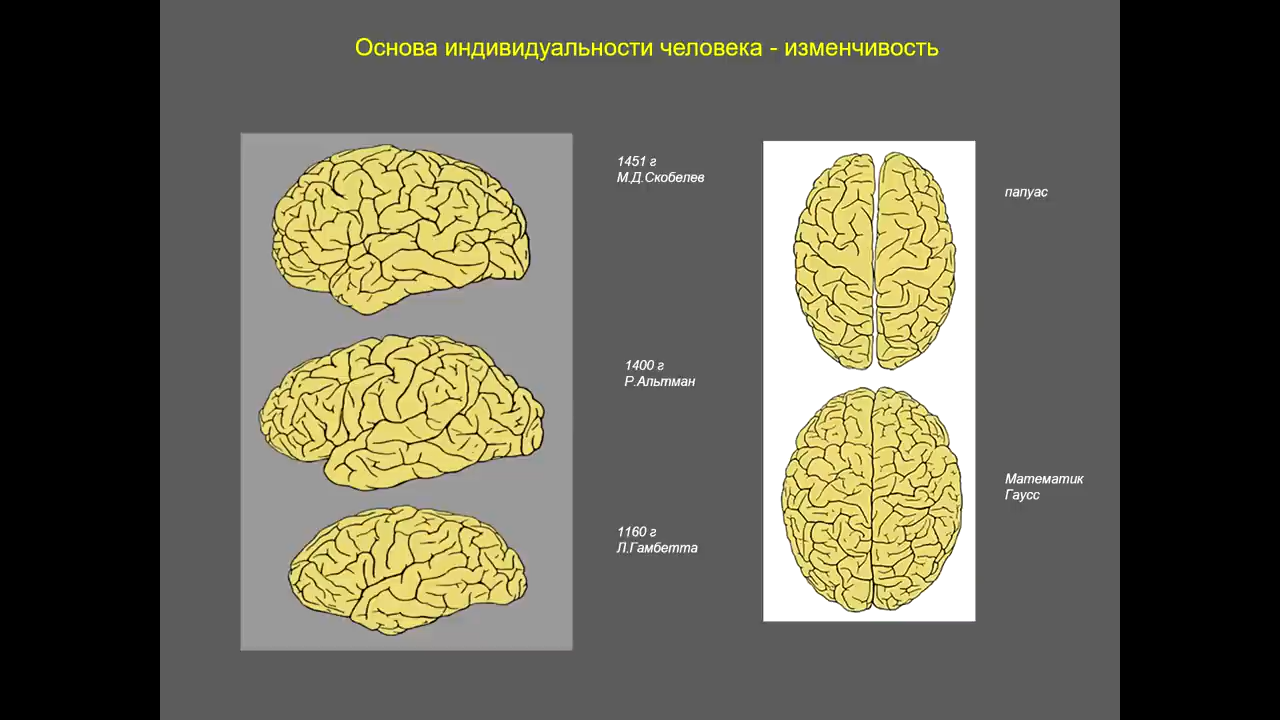 Основа индивидуальности человека - изменчивость
1451 г
М.Д.Скобелев
папуас
1400 г
Р.Альтман
Математик
Гаусс
1160 г
Л.Гамбетта